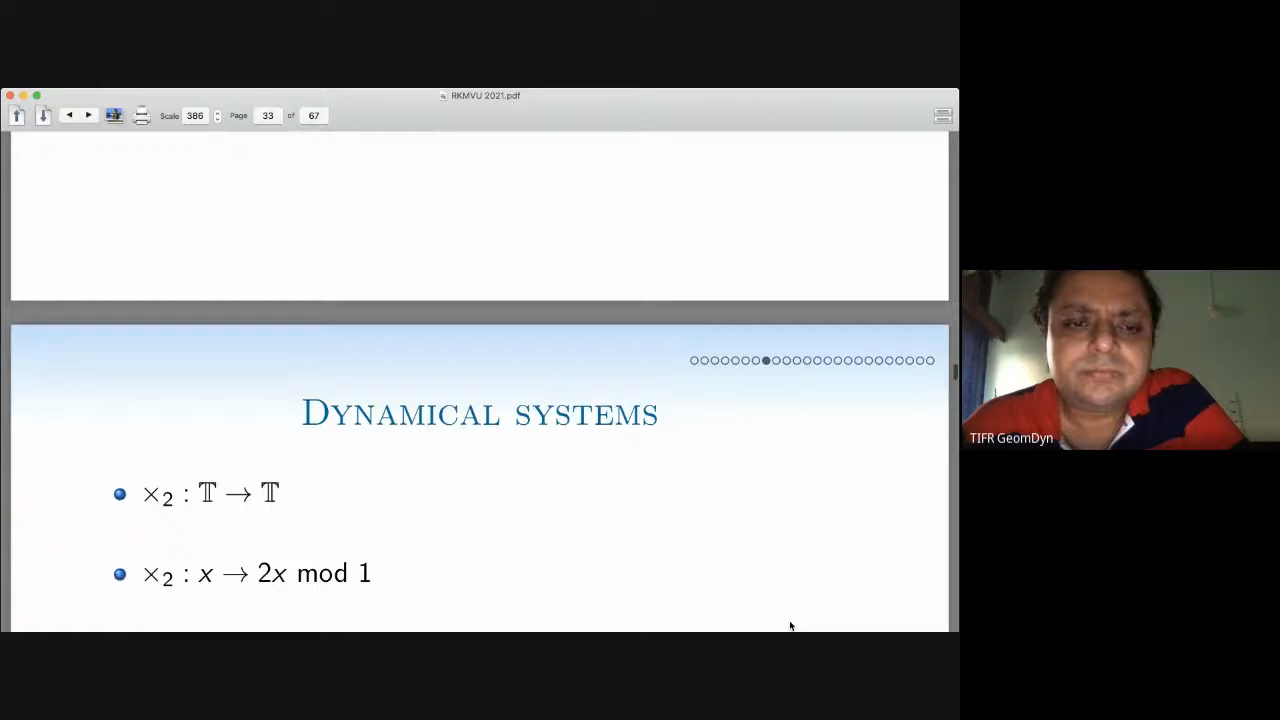 RKMVU 2021.pdf
Scale 386 Page 33 of 67
DYNAMICAL SYSTEMS
×₂ : 𝕋 → 𝕋
×₂ : x → 2x mod 1
TIFR GeomDyn